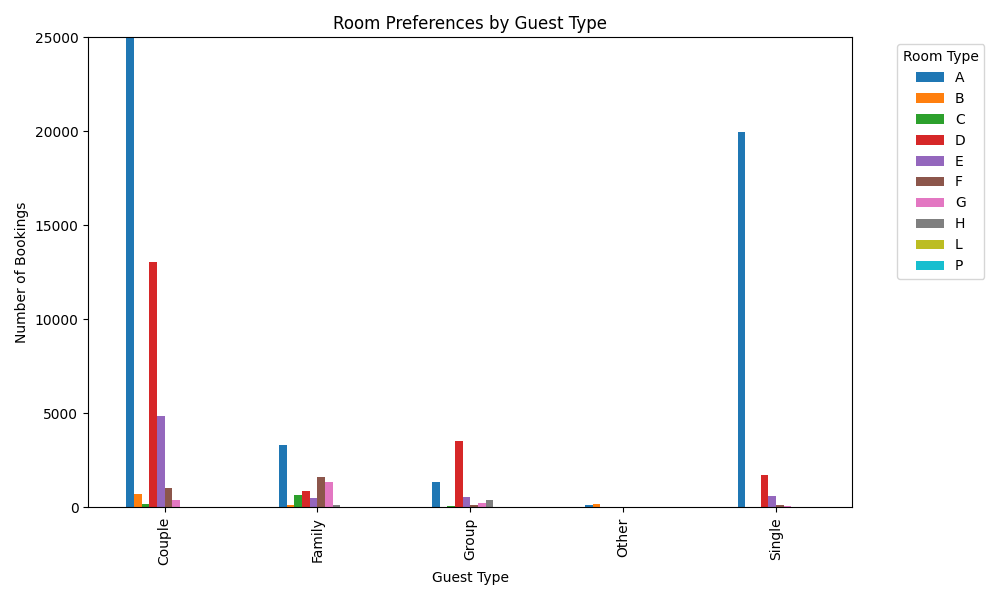 Room Preferences by Guest Type
Number of Bookings
25000
20000
15000
10000
5000
0
Couple
Family
Group
Other
Single
Guest Type
Room Type
A
B
C
D
E
F
G
H
L
P